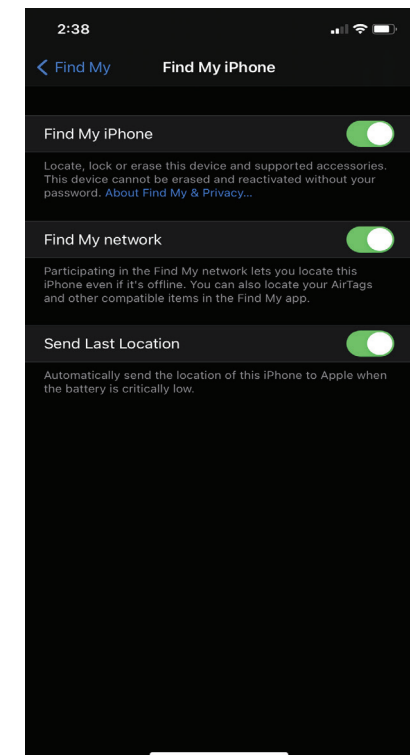 2:38
Find My Find My iPhone
Find My iPhone
Locate, lock or erase this device and supported accessories.
This device cannot be erased and reactivated without your
password. About Find My & Privacy...
Find My network
Participating in the Find My network lets you locate this
iPhone even if it's offline. You can also locate your AirTags
and other compatible items in the Find My app.
Send Last Location
Automatically send the location of this iPhone to Apple when
the battery is critically low.